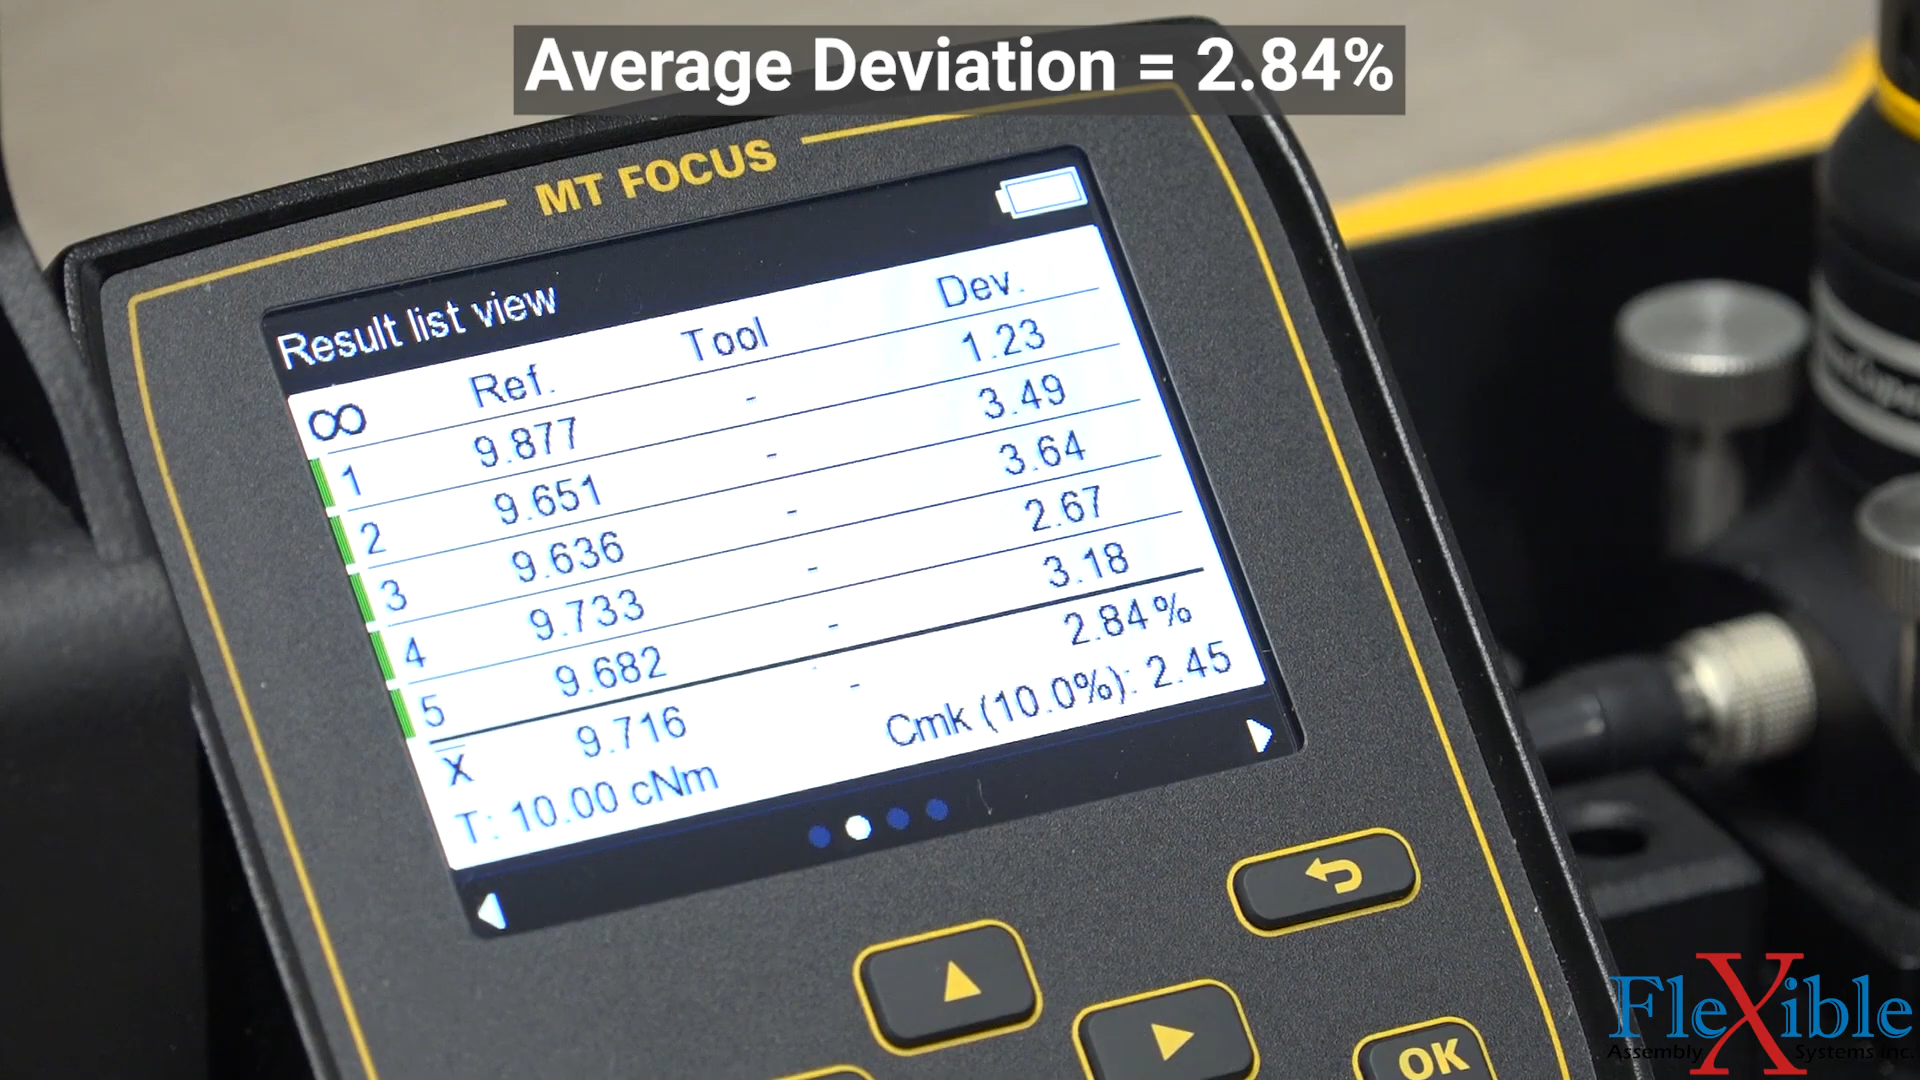 Average Deviation = 2.84%
MT FOCUS
Result list view
∞ Ref. Tool Dev.
1 9.877 - 1.23
2 9.651 - 3.49
3 9.636 - 3.64
4 9.733 - 2.67
5 9.682 - 3.18
x̄ 9.716 - 2.84%
T: 10.00 cNm Cmk (10.0%): 2.45
OK
FleXible
Assembly Systems Inc.